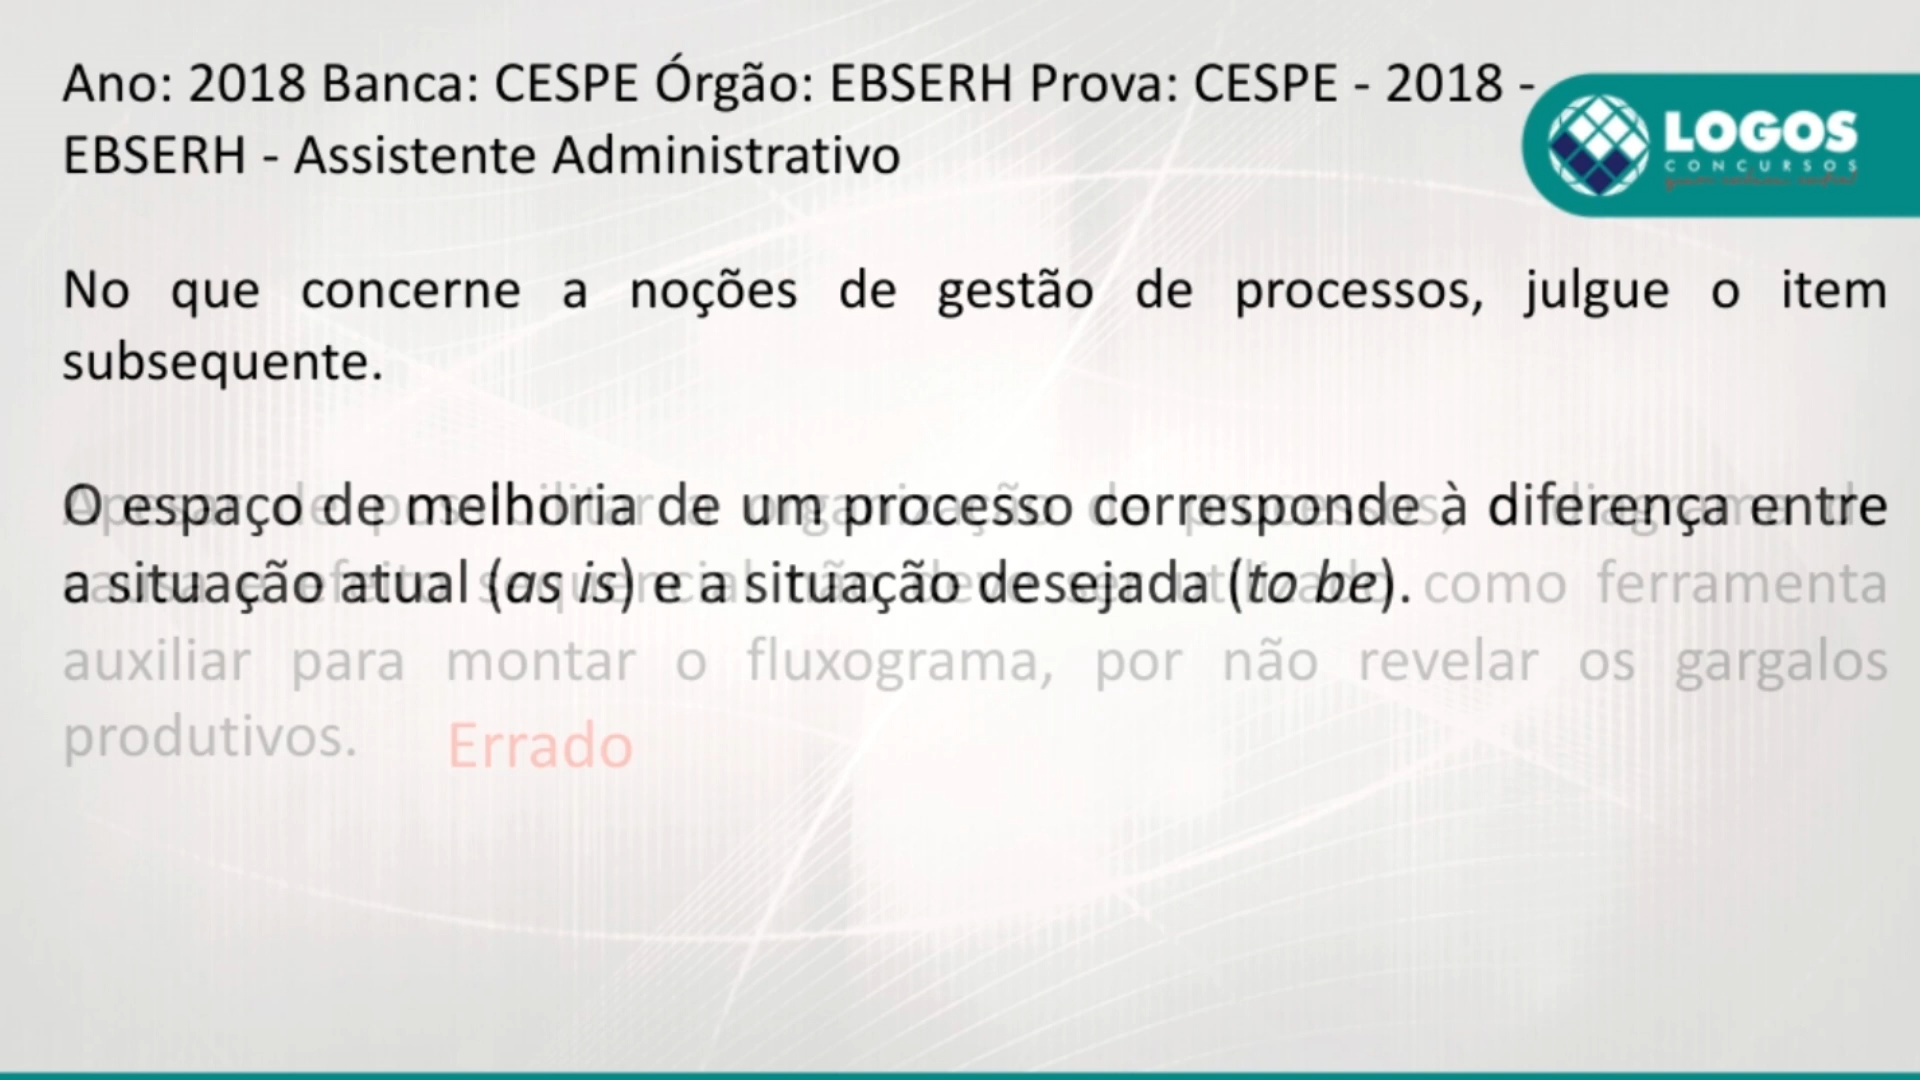 Ano: 2018 Banca: CESPE Órgão: EBSERH Prova: CESPE - 2018 -
EBSERH - Assistente Administrativo
LOGOS
CONCURSOS
No que concerne a noções de gestão de processos, julgue o item
subsequente.
O espaço de melhoria de um processo corresponde à diferença entre
a situação atual (as is) e a situação desejada (to be).
como ferramenta
auxiliar para montar o fluxograma, por não revelar os gargalos
produtivos. Errado